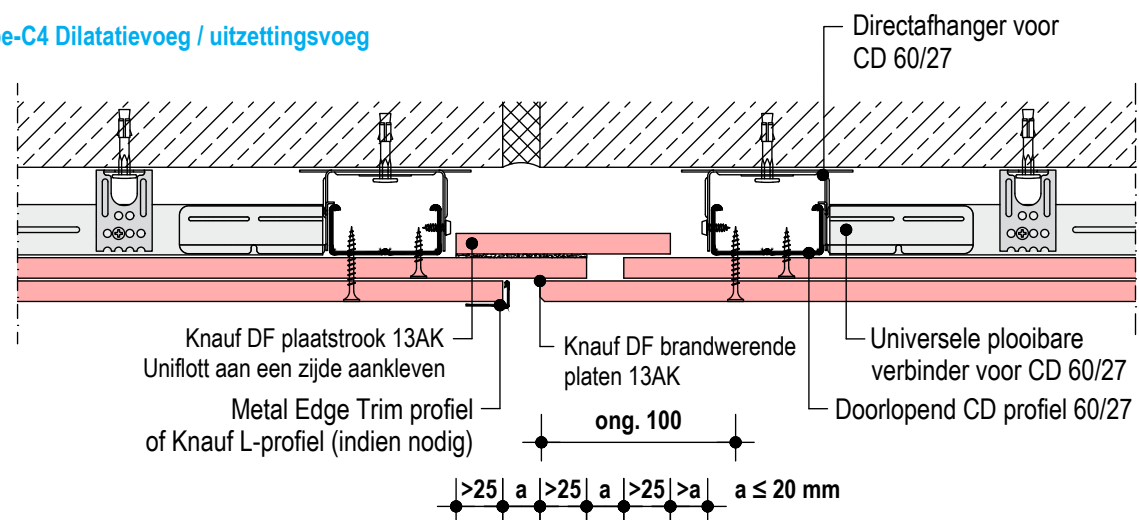 e-C4 Dilatatievoeg / uitzettingsvoeg
Directafhanger voor
CD 60/27
Knauf DF plaatstrook 13AK
Uniflott aan een zijde aankleven
Knauf DF brandwerende
platen 13AK
Universele plooibare
verbinder voor CD 60/27
Metal Edge Trim profiel
of Knauf L-profiel (indien nodig)
Doorlopend CD profiel 60/27
ong. 100
>25 a >25 a >25 >a a ≤ 20 mm